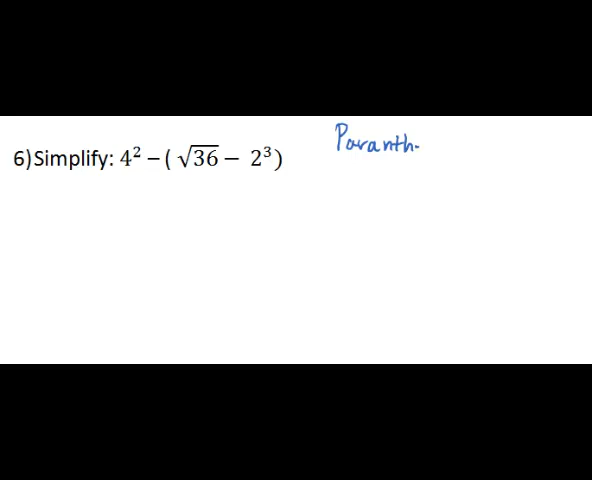 Paranth.
6)Simplify: 4² − ( √36 − 2³)